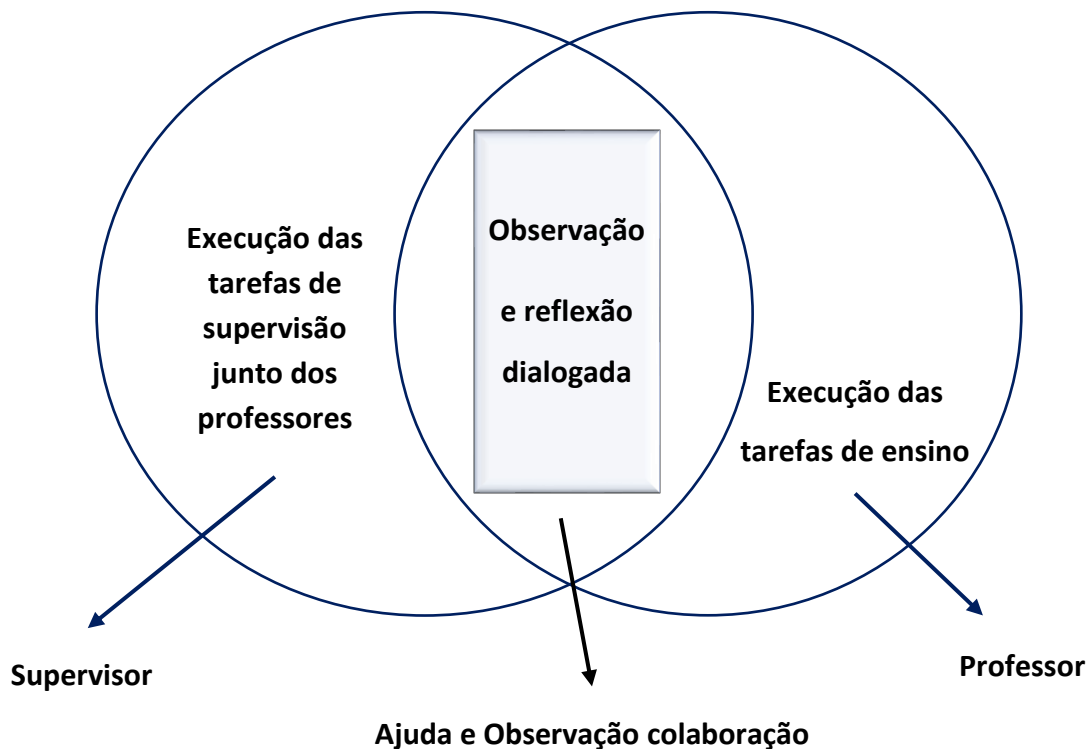 Execução das
tarefas de
supervisão
junto dos
professores
Observação
e reflexão
dialogada
Execução das
tarefas de ensino
Supervisor
Professor
Ajuda e Observação colaboração